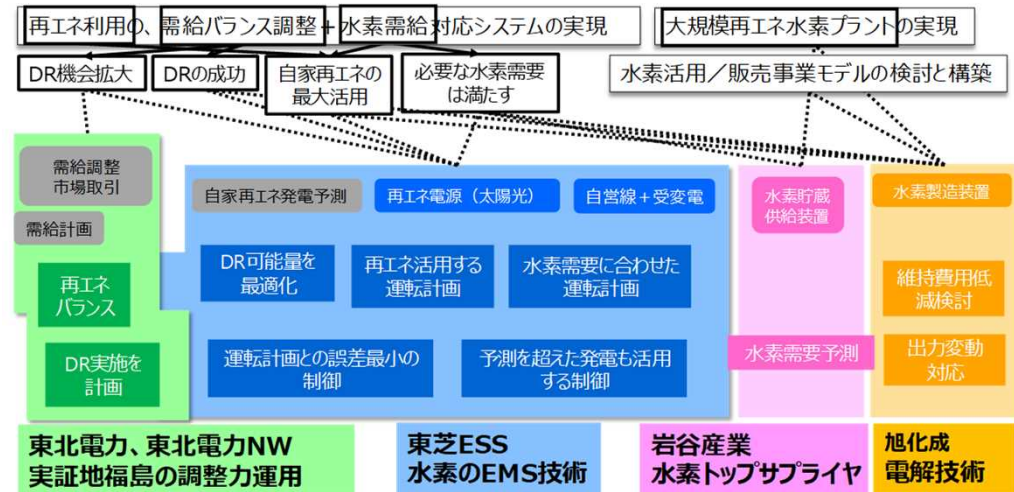 再エネ利用の、需給バランス調整+水素需給対応システムの実現
大規模再エネ水素プラントの実現
DR機会拡大
DRの成功
自家再エネの
最大活用
必要な水素需要
は満たす
水素活用/販売事業モデルの検討と構築
需給調整
市場取引
需給計画
自家再エネ発電予測
再エネ電源(太陽光)
自営線+受変電
水素貯蔵
供給装置
水素製造装置
再エネ
バランス
DR可能量を
最適化
再エネ活用する
運転計画
水素需要に合わせた
運転計画
維持費用低
減検討
DR実施を
計画
運転計画との誤差最小の
制御
予測を超えた発電も活用
する制御
水素需要予測
出力変動
対応
東北電力、東北電力NW
実証地福島の調整力運用
東芝ESS
水素のEMS技術
岩谷産業
水素トップサプライヤ
旭化成
電解技術